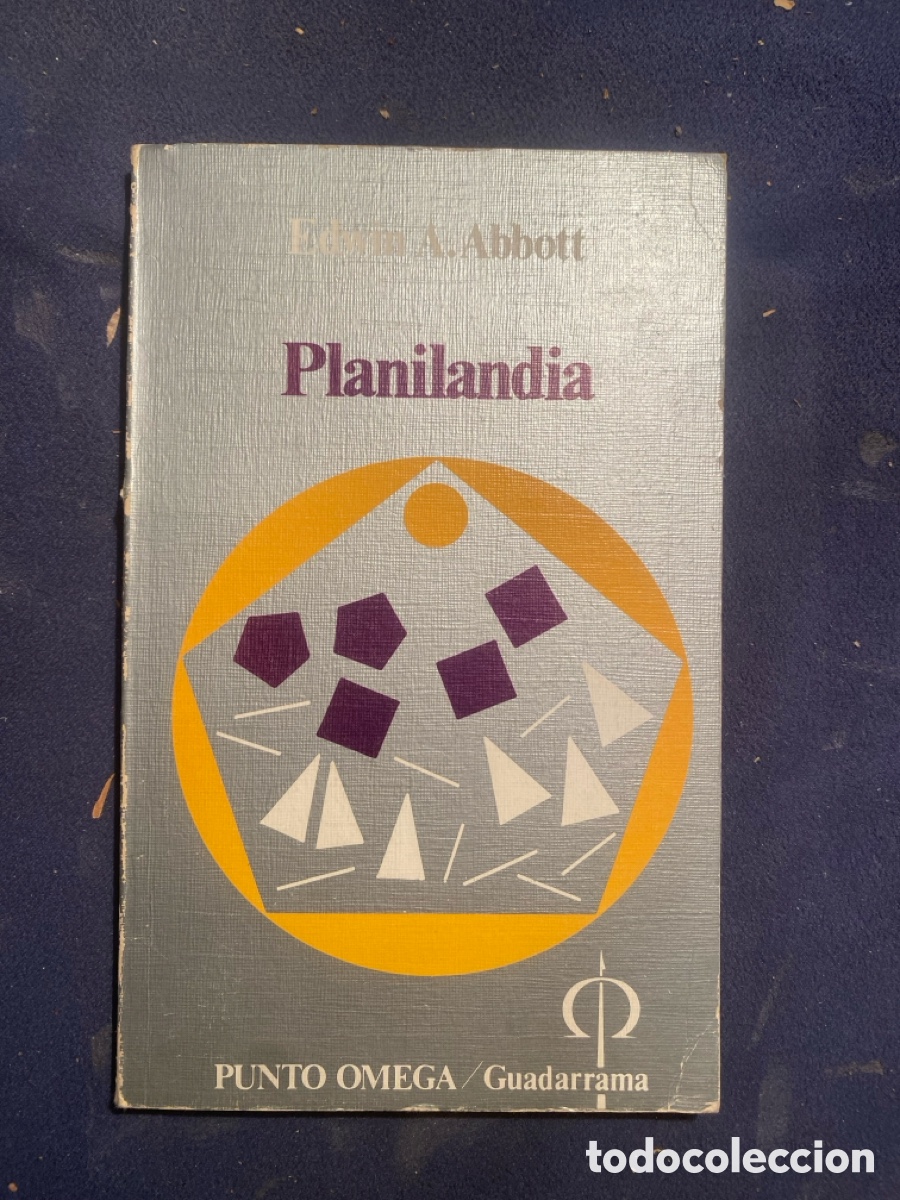 Edwin A. Abbott
Planilandia
PUNTO OMEGA / Guadarrama
todocoleccion